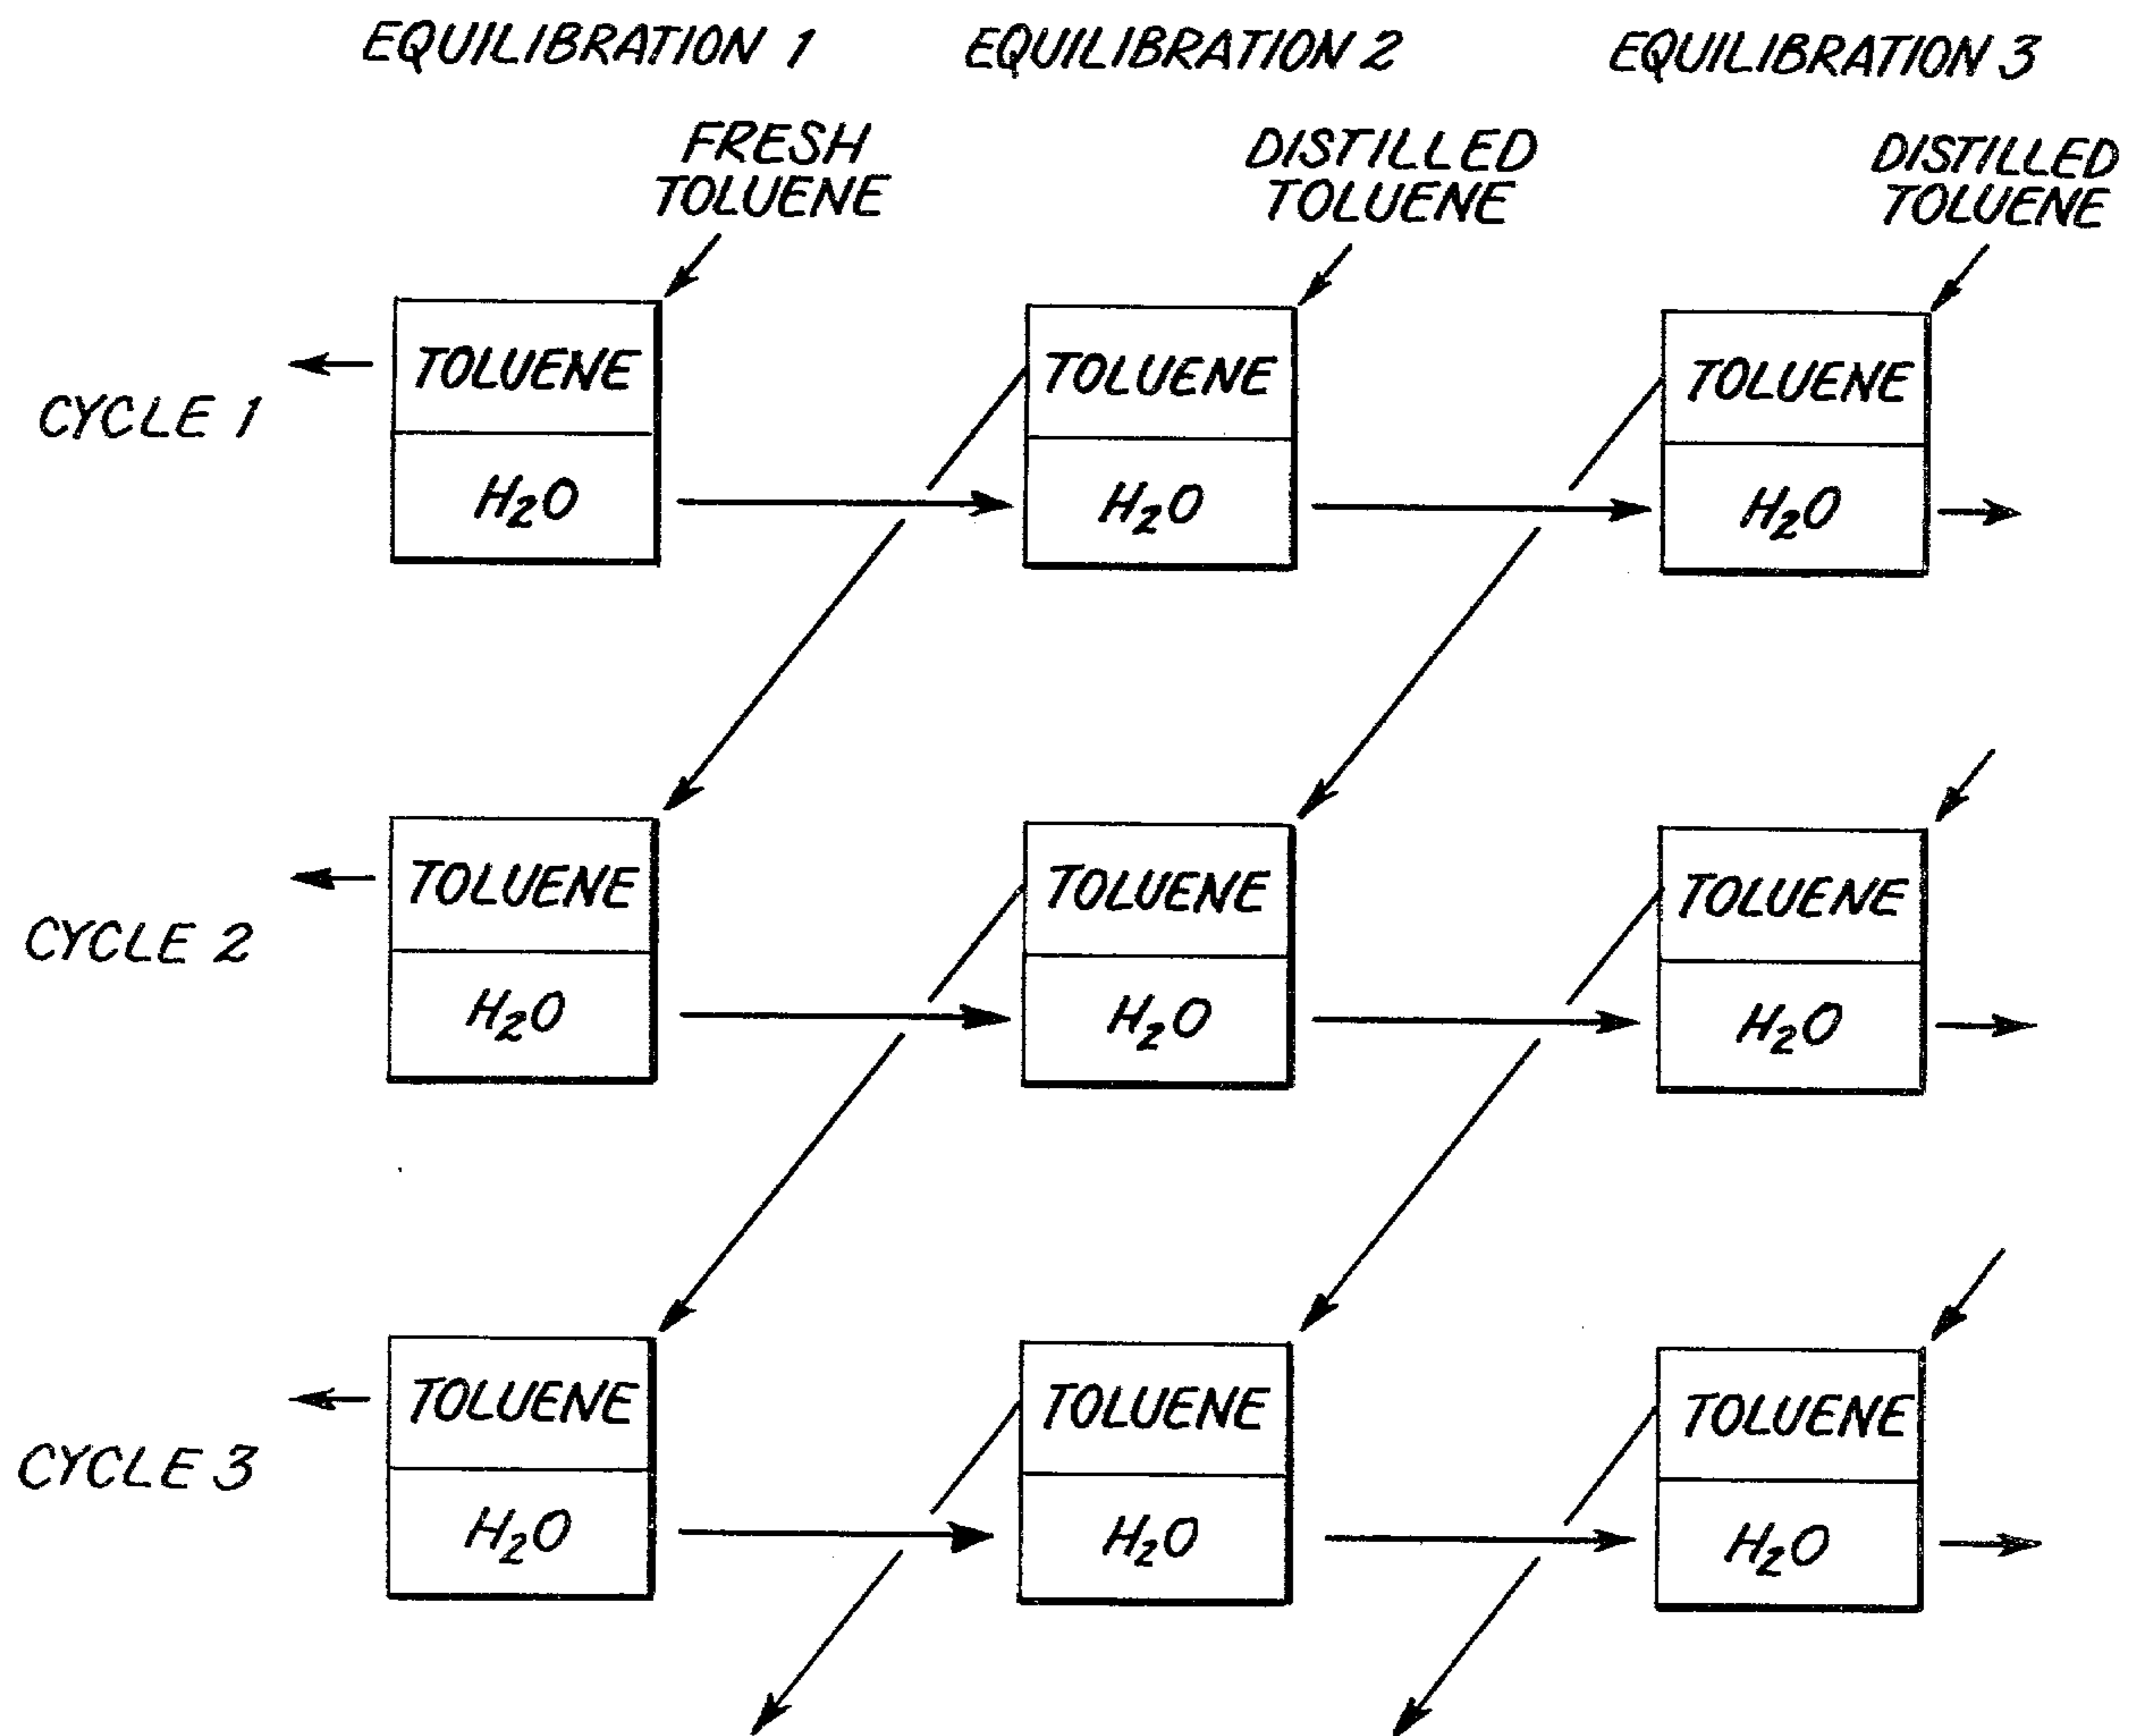 EQUILIBRATION 1 EQUILIBRATION 2 EQUILIBRATION 3
FRESH
TOLUENE
DISTILLED
TOLUENE
DISTILLED
TOLUENE
CYCLE 1
TOLUENE
H₂O
TOLUENE
H₂O
TOLUENE
H₂O
CYCLE 2
TOLUENE
H₂O
TOLUENE
H₂O
TOLUENE
H₂O
CYCLE 3
TOLUENE
H₂O
TOLUENE
H₂O
TOLUENE
H₂O